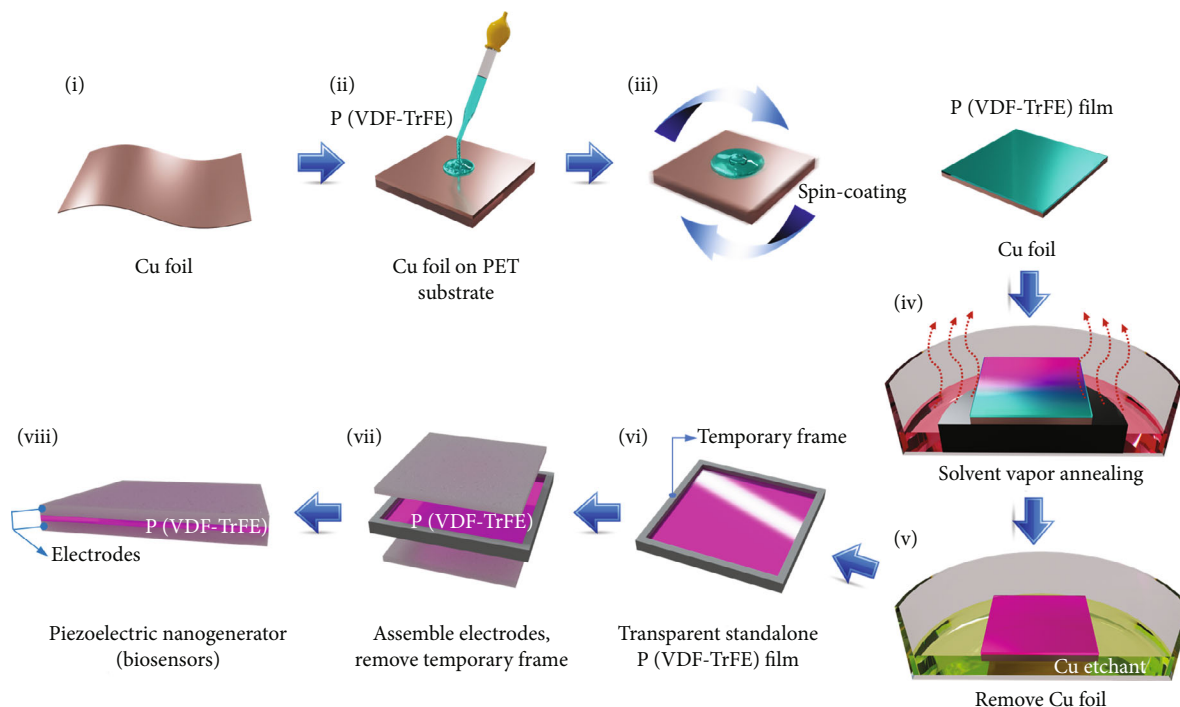 (i)
Cu foil
(ii)
P (VDF-TrFE)
Cu foil on PET
substrate
(iii)
Spin-coating
P (VDF-TrFE) film
Cu foil
(iv)
Solvent vapor annealing
(v)
Cu etchant
Remove Cu foil
(vi)
Temporary frame
Transparent standalone
P (VDF-TrFE) film
(vii)
P (VDF-TrFE)
Assemble electrodes,
remove temporary frame
(viii)
P (VDF-TrFE)
Electrodes
Piezoelectric nanogenerator
(biosensors)